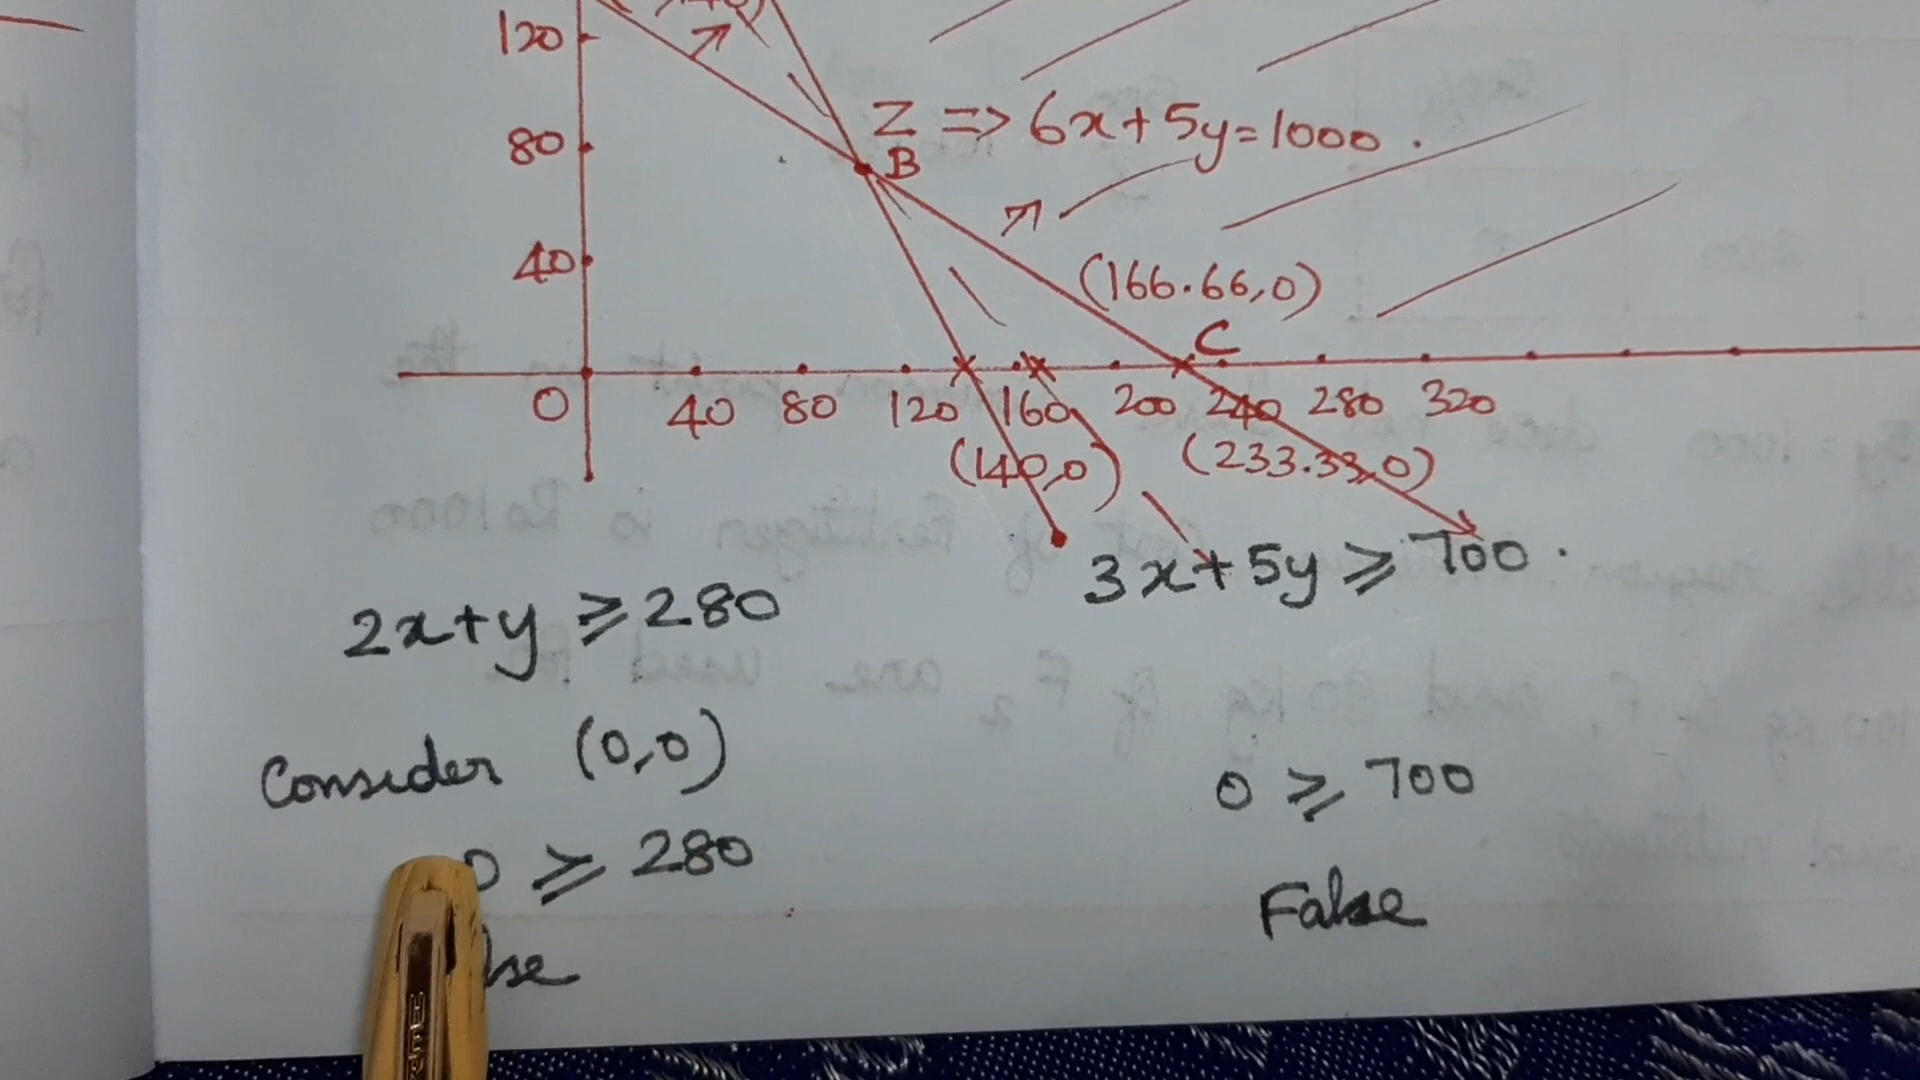 120
80
Z => 6x+5y=1000.
B
40
(166.66,0)
C
0 40 80 120 160 200 240 280 320
(140,0) (233.33,0)
3x+5y ⩾ 700.
2x+y ⩾ 280
Consider (0,0)
0 ⩾ 700
0 ⩾ 280
False